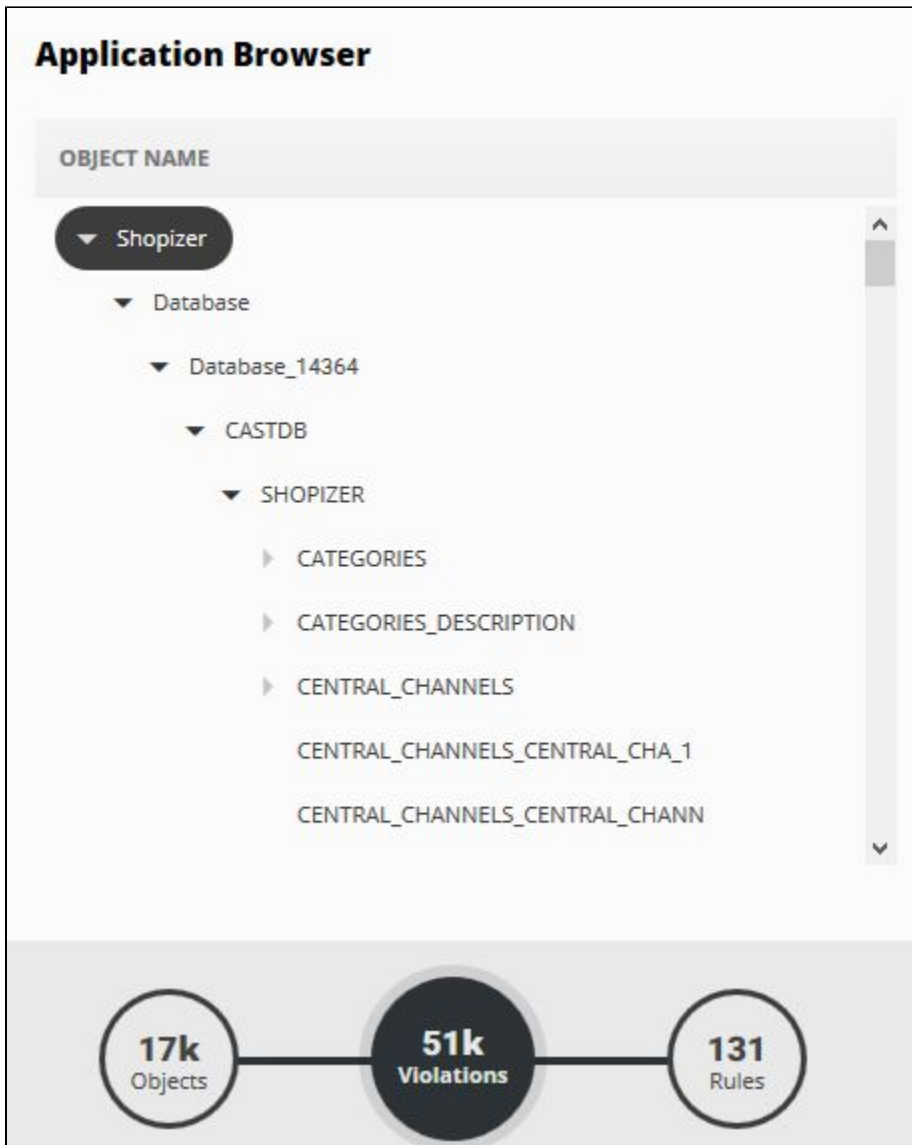 Application Browser
OBJECT NAME
Shopizer
Database
Database_14364
CASTDB
SHOPIZER
CATEGORIES
CATEGORIES_DESCRIPTION
CENTRAL_CHANNELS
CENTRAL_CHANNELS_CENTRAL_CHA_1
CENTRAL_CHANNELS_CENTRAL_CHANN
17k
Objects
51k
Violations
131
Rules